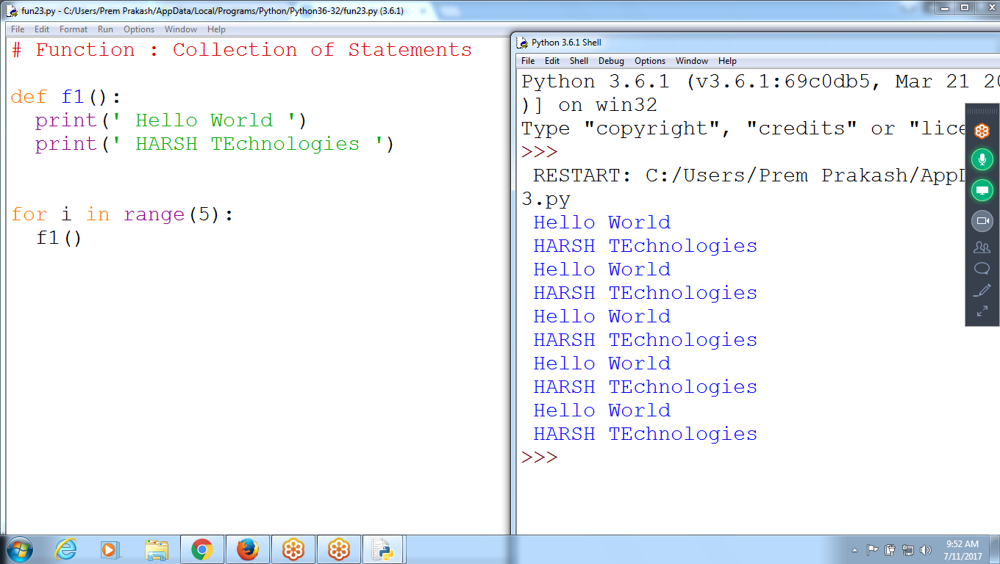 fun23.py - C:/Users/Prem Prakash/AppData/Local/Programs/Python/Python36-32/fun23.py (3.6.1)
File Edit Format Run Options Window Help
# Function : Collection of Statements
def f1():
print(' Hello World ')
print(' HARSH TEchnologies ')
for i in range(5):
f1()
Python 3.6.1 Shell
File Edit Shell Debug Options Window Help
Python 3.6.1 (v3.6.1:69c0db5, Mar 21 20
)] on win32
Type "copyright", "credits" or "lice
>>>
RESTART: C:/Users/Prem Prakash/AppD
3.py
Hello World
HARSH TEchnologies
Hello World
HARSH TEchnologies
Hello World
HARSH TEchnologies
Hello World
HARSH TEchnologies
Hello World
HARSH TEchnologies
>>>
9:52 AM
7/11/2017